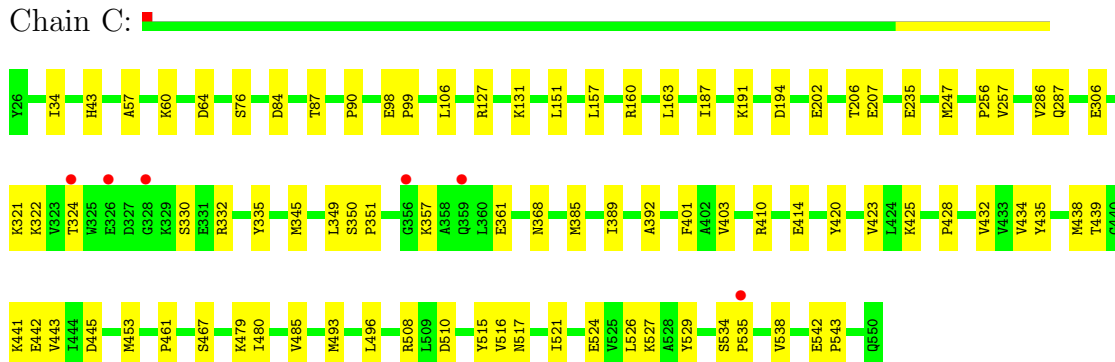 Chain C:
Y26 I34 H43 A57 K60 D64 S76 D84 T87 P90 E98 P99 L106 R127 K131 L151 L157 R160 L163 I187 K191 D194 E202 T206 E207 E235 M247 P256 V257 V286 Q287 E306
K321 K322 V323 T324 W325 E326 D327 G328 K329 S330 E331 R332 Y335 M345 L349 S350 P351 G356 K357 A358 Q359 L360 E361 N368 M385 I389 A392 F401 A402 V403 R410 E414 Y420 V423 L424 K425 P428 V432 V433 V434 Y435 M438 T439 G440
K441 E442 V443 I444 D445 M453 P461 S467 K479 I480 V485 M493 L496 R508 L509 D510 Y515 V516 N517 I521 E524 V525 L526 K527 A528 Y529 S534 P535 V538 E542 P543 Q550